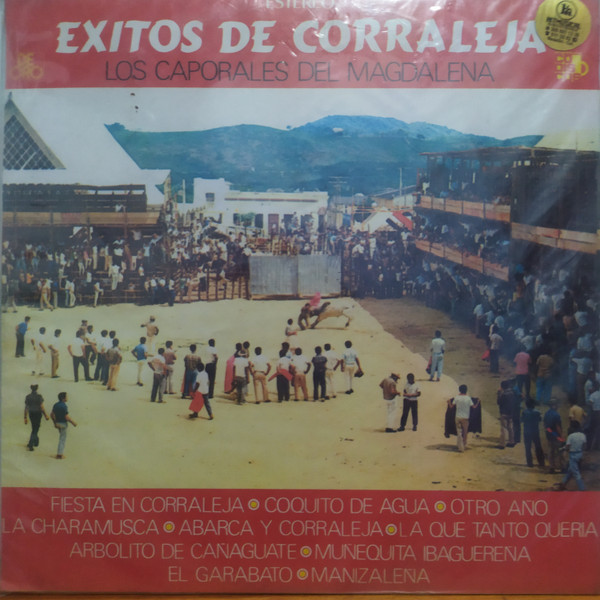 ESTEREO
EXITOS DE CORRALEJA
LOS CAPORALES DEL MAGDALENA
FIESTA EN CORRALEJA • COQUITO DE AGUA • OTRO AÑO
LA CHARAMUSCA • ABARCA Y CORRALEJA • LA QUE TANTO QUERIA
ARBOLITO DE CAÑAGUATE • MUÑEQUITA IBAGUEREÑA
EL GARABATO • MANIZALEÑA